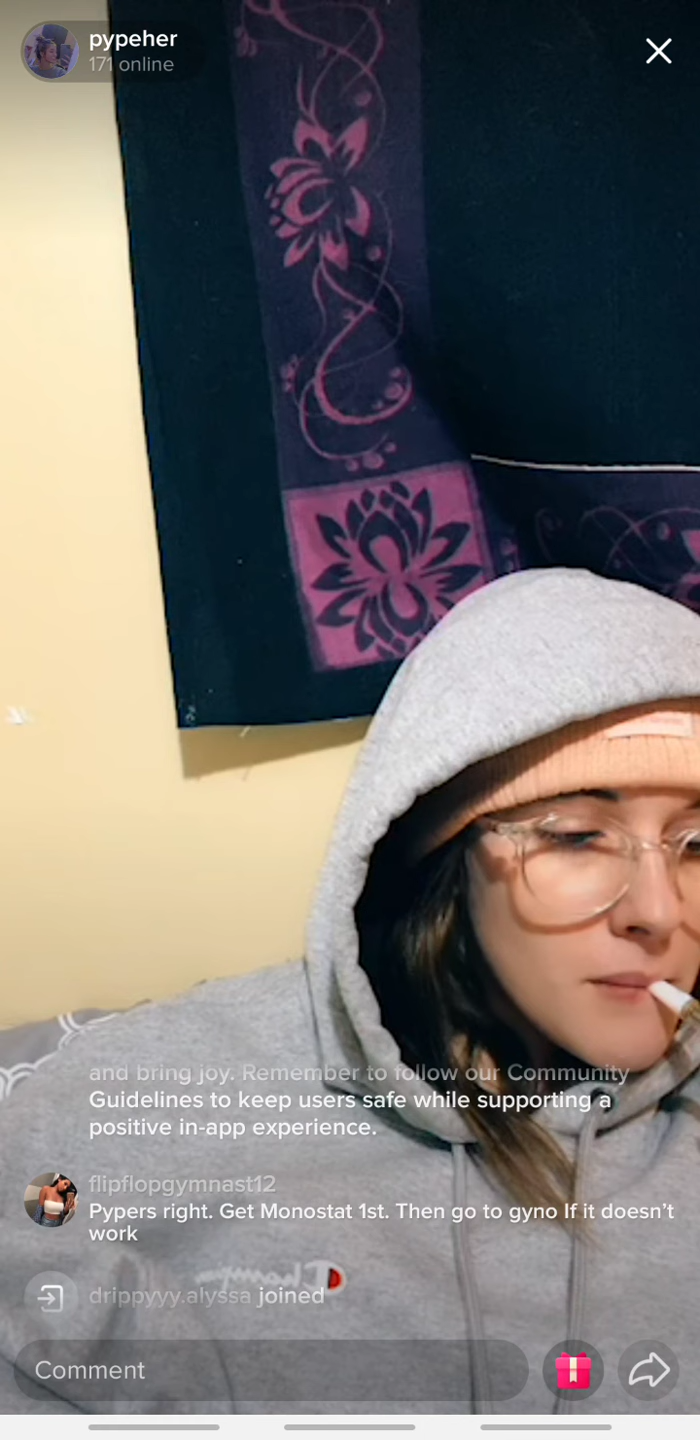 pypeher
171 online
and bring joy. Remember to follow our Community
Guidelines to keep users safe while supporting a
positive in-app experience.
flipflopgymnast12
Pypers right. Get Monostat 1st. Then go to gyno If it doesn’t
work
Champion
drippyyy.alyssa joined
Comment